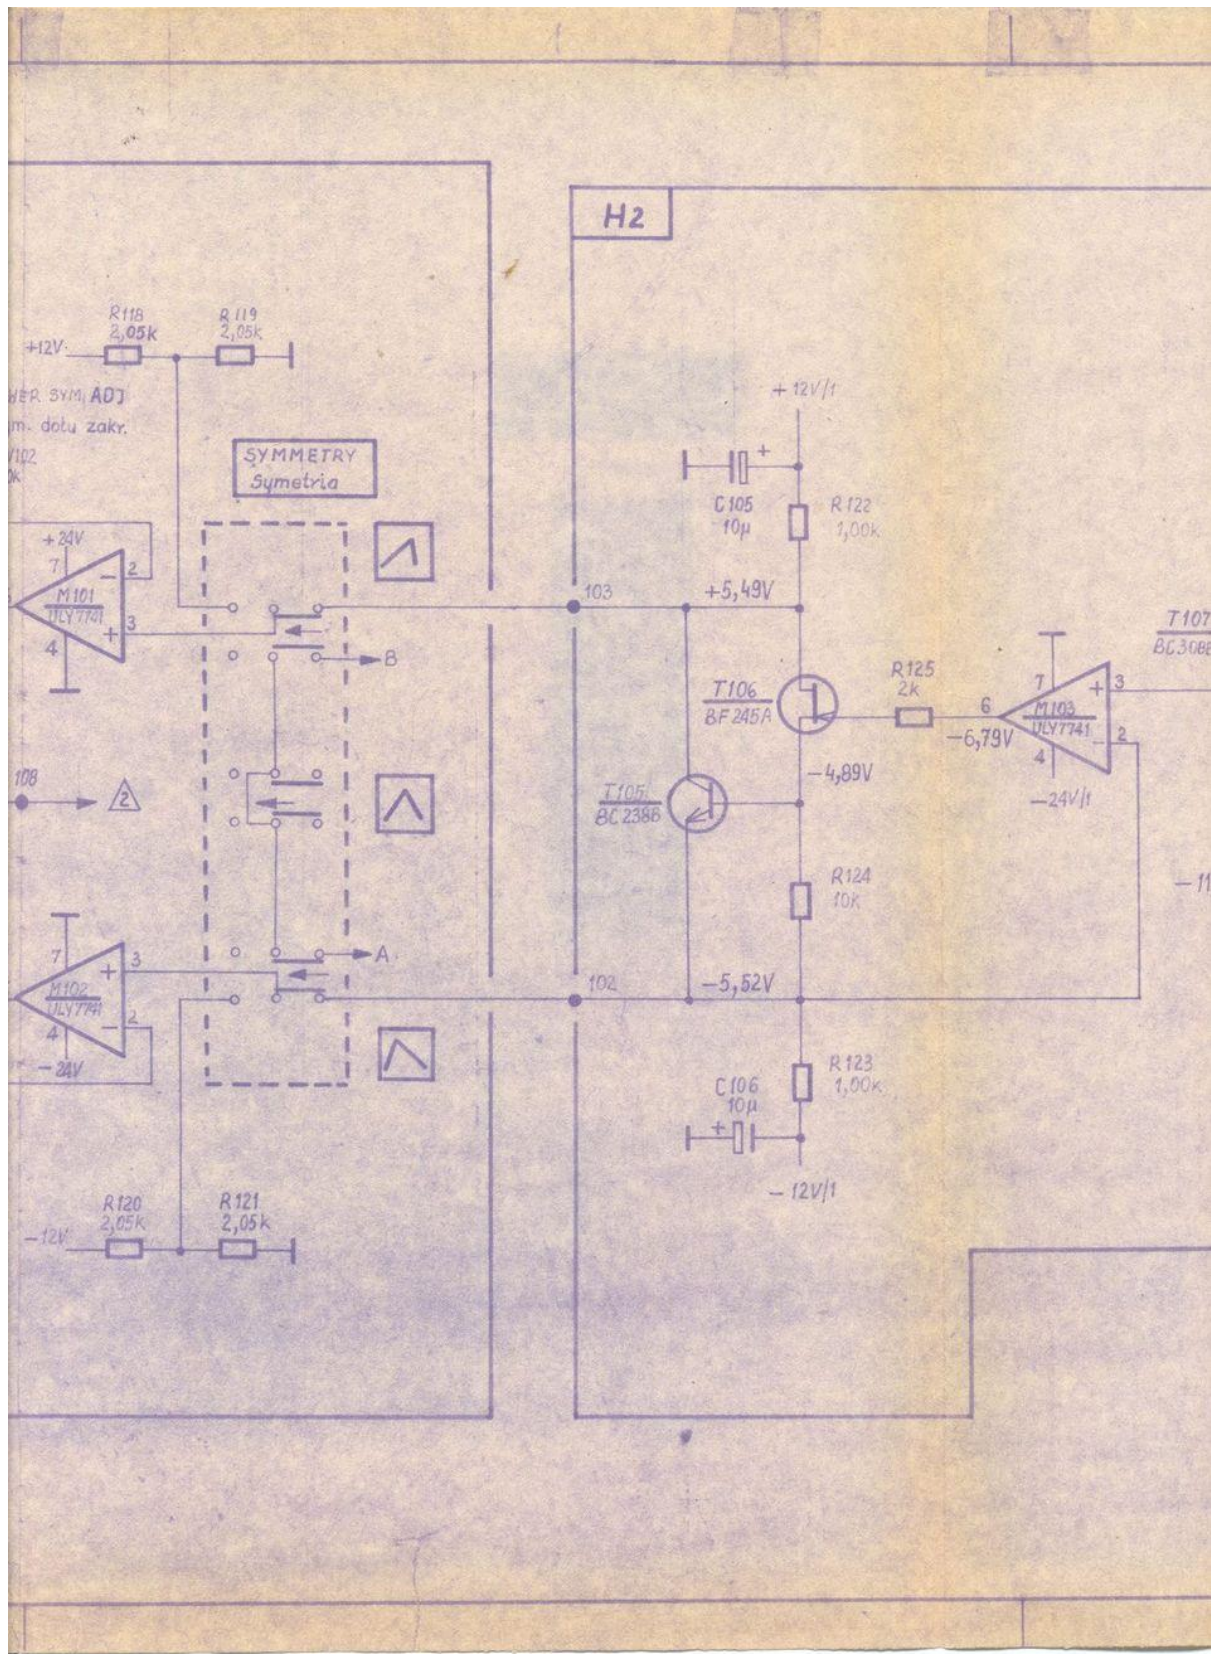 H2
R118
2,05k
R119
2,05k
+12V
SYM. ADJ
dołu zakr.
SYMMETRY
Symetria
+24V
7
2
M101
ULY7741
3
4
B
108
2
7
3
M102
ULY7741
2
4
-24V
A
R120
2,05k
R121
2,05k
-12V
+12V/1
C105
10µ
+
R122
1,00k
103
+5,49V
T106
BF245A
R125
2k
6
-6,79V
7
3
M103
ULY7741
2
4
-24V/1
T107
-4,89V
T105
BC238B
R124
10k
-11
102
-5,52V
R123
1,00k
C106
10µ
+
-12V/1